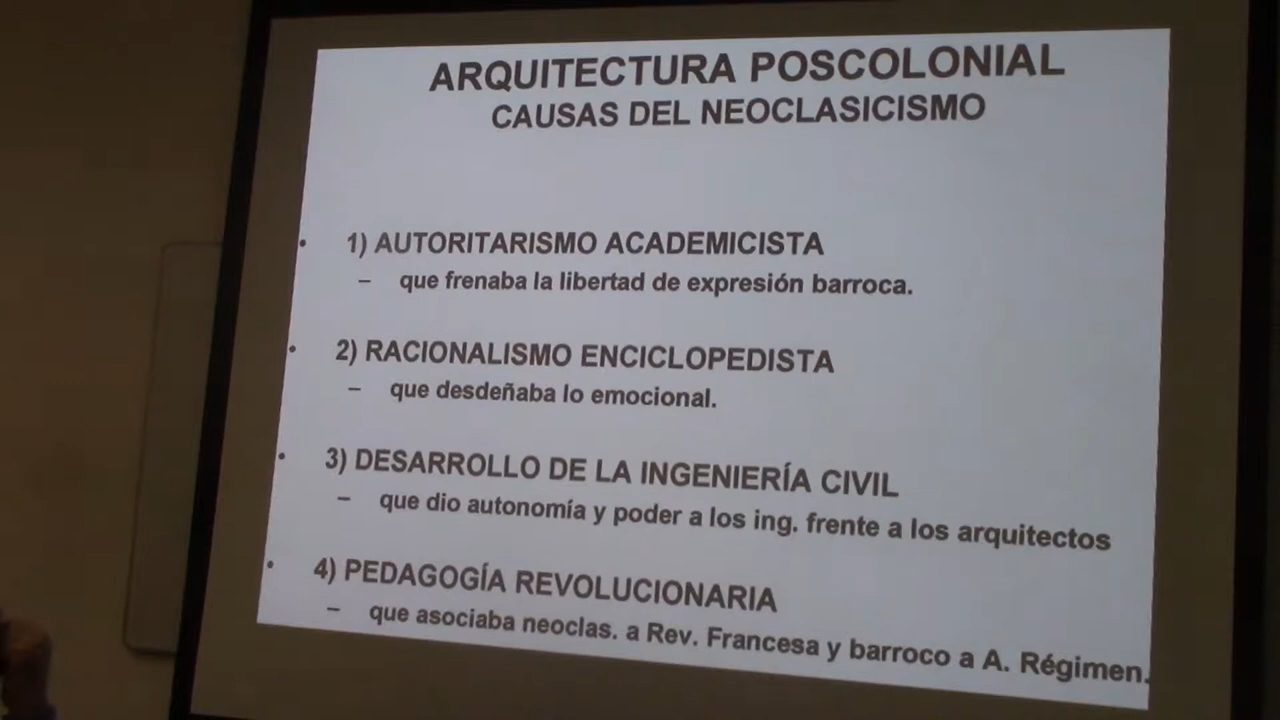 ARQUITECTURA POSCOLONIAL
CAUSAS DEL NEOCLASICISMO
• 1) AUTORITARISMO ACADEMICISTA
– que frenaba la libertad de expresión barroca.
• 2) RACIONALISMO ENCICLOPEDISTA
– que desdeñaba lo emocional.
• 3) DESARROLLO DE LA INGENIERÍA CIVIL
– que dio autonomía y poder a los ing. frente a los arquitectos
• 4) PEDAGOGÍA REVOLUCIONARIA
– que asociaba neoclas. a Rev. Francesa y barroco a A. Régimen.